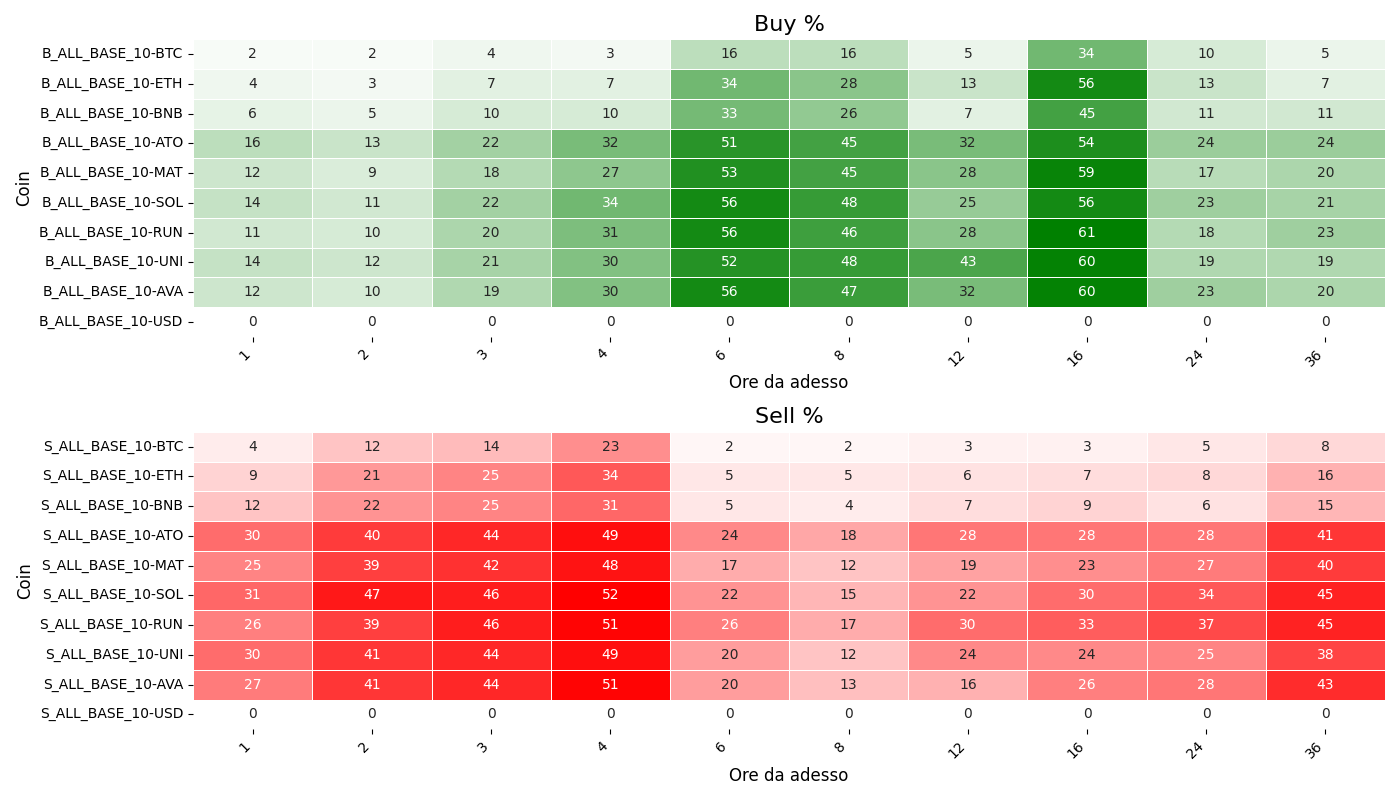 Buy %
Coin
B_ALL_BASE_10-BTC 2 2 4 3 16 16 5 34 10 5
B_ALL_BASE_10-ETH 4 3 7 7 34 28 13 56 13 7
B_ALL_BASE_10-BNB 6 5 10 10 33 26 7 45 11 11
B_ALL_BASE_10-ATO 16 13 22 32 51 45 32 54 24 24
B_ALL_BASE_10-MAT 12 9 18 27 53 45 28 59 17 20
B_ALL_BASE_10-SOL 14 11 22 34 56 48 25 56 23 21
B_ALL_BASE_10-RUN 11 10 20 31 56 46 28 61 18 23
B_ALL_BASE_10-UNI 14 12 21 30 52 48 43 60 19 19
B_ALL_BASE_10-AVA 12 10 19 30 56 47 32 60 23 20
B_ALL_BASE_10-USD 0 0 0 0 0 0 0 0 0 0
1 2 3 4 6 8 12 16 24 36
Ore da adesso
Sell %
Coin
S_ALL_BASE_10-BTC 4 12 14 23 2 2 3 3 5 8
S_ALL_BASE_10-ETH 9 21 25 34 5 5 6 7 8 16
S_ALL_BASE_10-BNB 12 22 25 31 5 4 7 9 6 15
S_ALL_BASE_10-ATO 30 40 44 49 24 18 28 28 28 41
S_ALL_BASE_10-MAT 25 39 42 48 17 12 19 23 27 40
S_ALL_BASE_10-SOL 31 47 46 52 22 15 22 30 34 45
S_ALL_BASE_10-RUN 26 39 46 51 26 17 30 33 37 45
S_ALL_BASE_10-UNI 30 41 44 49 20 12 24 24 25 38
S_ALL_BASE_10-AVA 27 41 44 51 20 13 16 26 28 43
S_ALL_BASE_10-USD 0 0 0 0 0 0 0 0 0 0
1 2 3 4 6 8 12 16 24 36
Ore da adesso